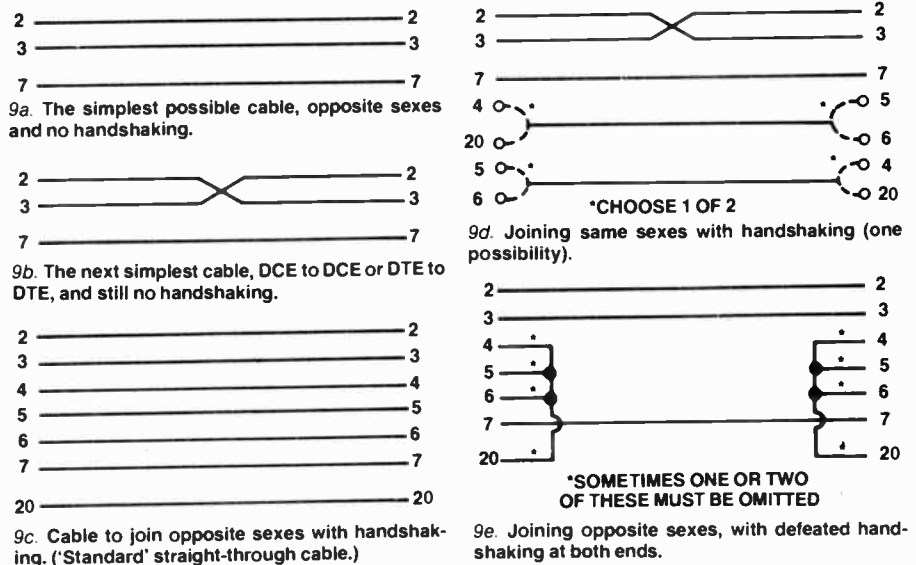 2 2
3 3
7 7
9a. The simplest possible cable, opposite sexes
and no handshaking.
2 2
3 3
7 7
9b. The next simplest cable, DCE to DCE or DTE to
DTE, and still no handshaking.
2 2
3 3
4 4
5 5
6 6
7 7
20 20
9c. Cable to join opposite sexes with handshak-
ing. ('Standard' straight-through cable.)
2 2
3 3
7 7
4 * * 5
20 6
5 * * 4
6 20
*CHOOSE 1 OF 2
9d. Joining same sexes with handshaking (one
possibility).
2 2
3 3
4 * * 4
5 * * 5
6 * * 6
7 7
20 * * 20
*SOMETIMES ONE OR TWO
OF THESE MUST BE OMITTED
9e. Joining opposite sexes, with defeated hand-
shaking at both ends.